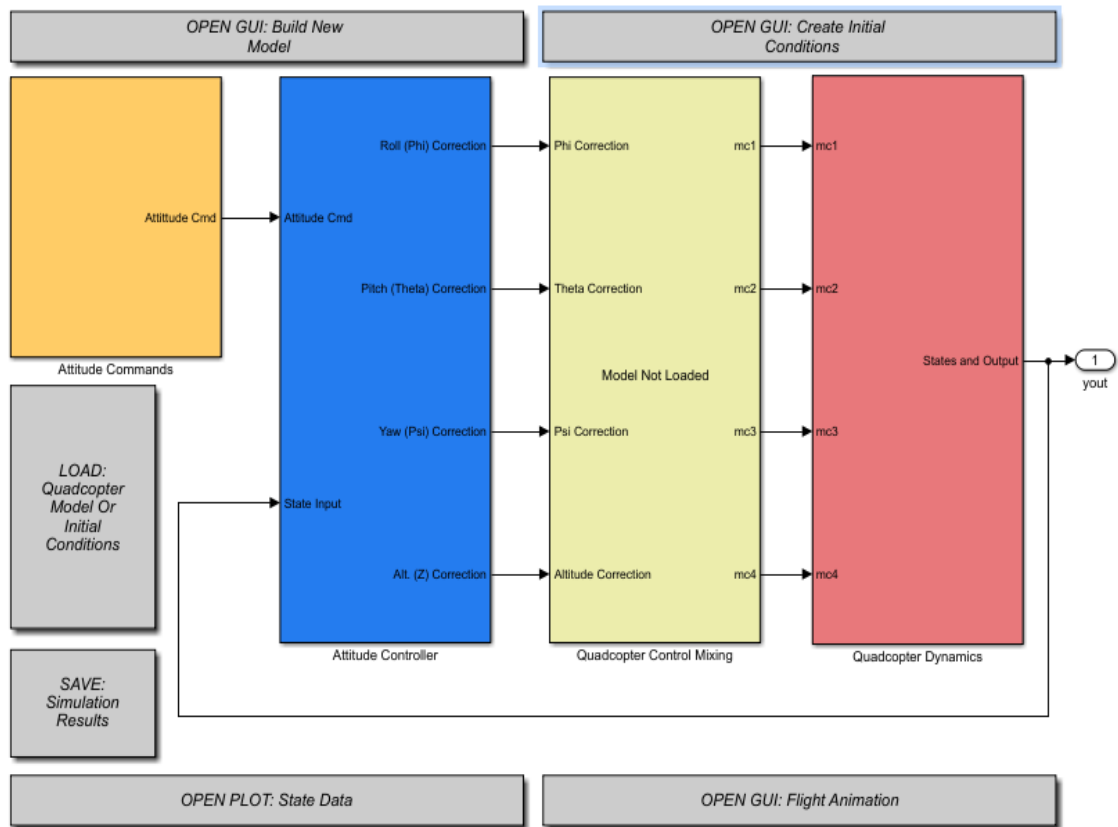 OPEN GUI: Build New
Model
OPEN GUI: Create Initial
Conditions
Roll (Phi) Correction
Phi Correction
mc1
mc1
Attittude Cmd
Attitude Cmd
Pitch (Theta) Correction
Theta Correction
mc2
mc2
Attitude Commands
Model Not Loaded
States and Output
1
yout
Yaw (Psi) Correction
Psi Correction
mc3
mc3
LOAD:
Quadcopter
Model Or
Initial
Conditions
State Input
Alt. (Z) Correction
Altitude Correction
mc4
mc4
Attitude Controller
Quadcopter Control Mixing
Quadcopter Dynamics
SAVE:
Simulation
Results
OPEN PLOT: State Data
OPEN GUI: Flight Animation